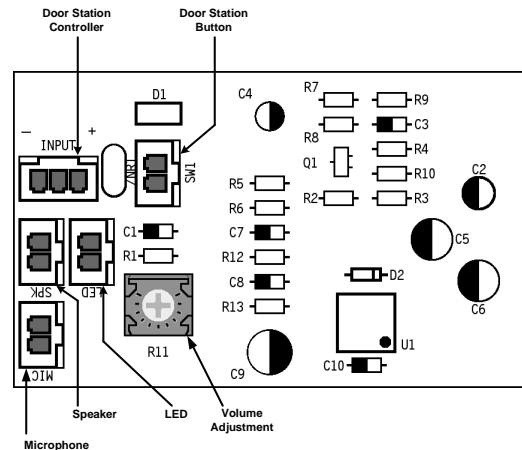 Door Station
Controller
Door Station
Button
D1
C4
R7
R9
C3
R8
R4
Q1
R10
R2
R3
C2
C5
C6
− +
INPUT
ZNR1
SW1
R5
R6
C7
R12
C8
R13
C1
R1
SPK
LED
R11
C9
D2
U1
C10
MIC
Speaker
LED
Volume
Adjustment
Microphone